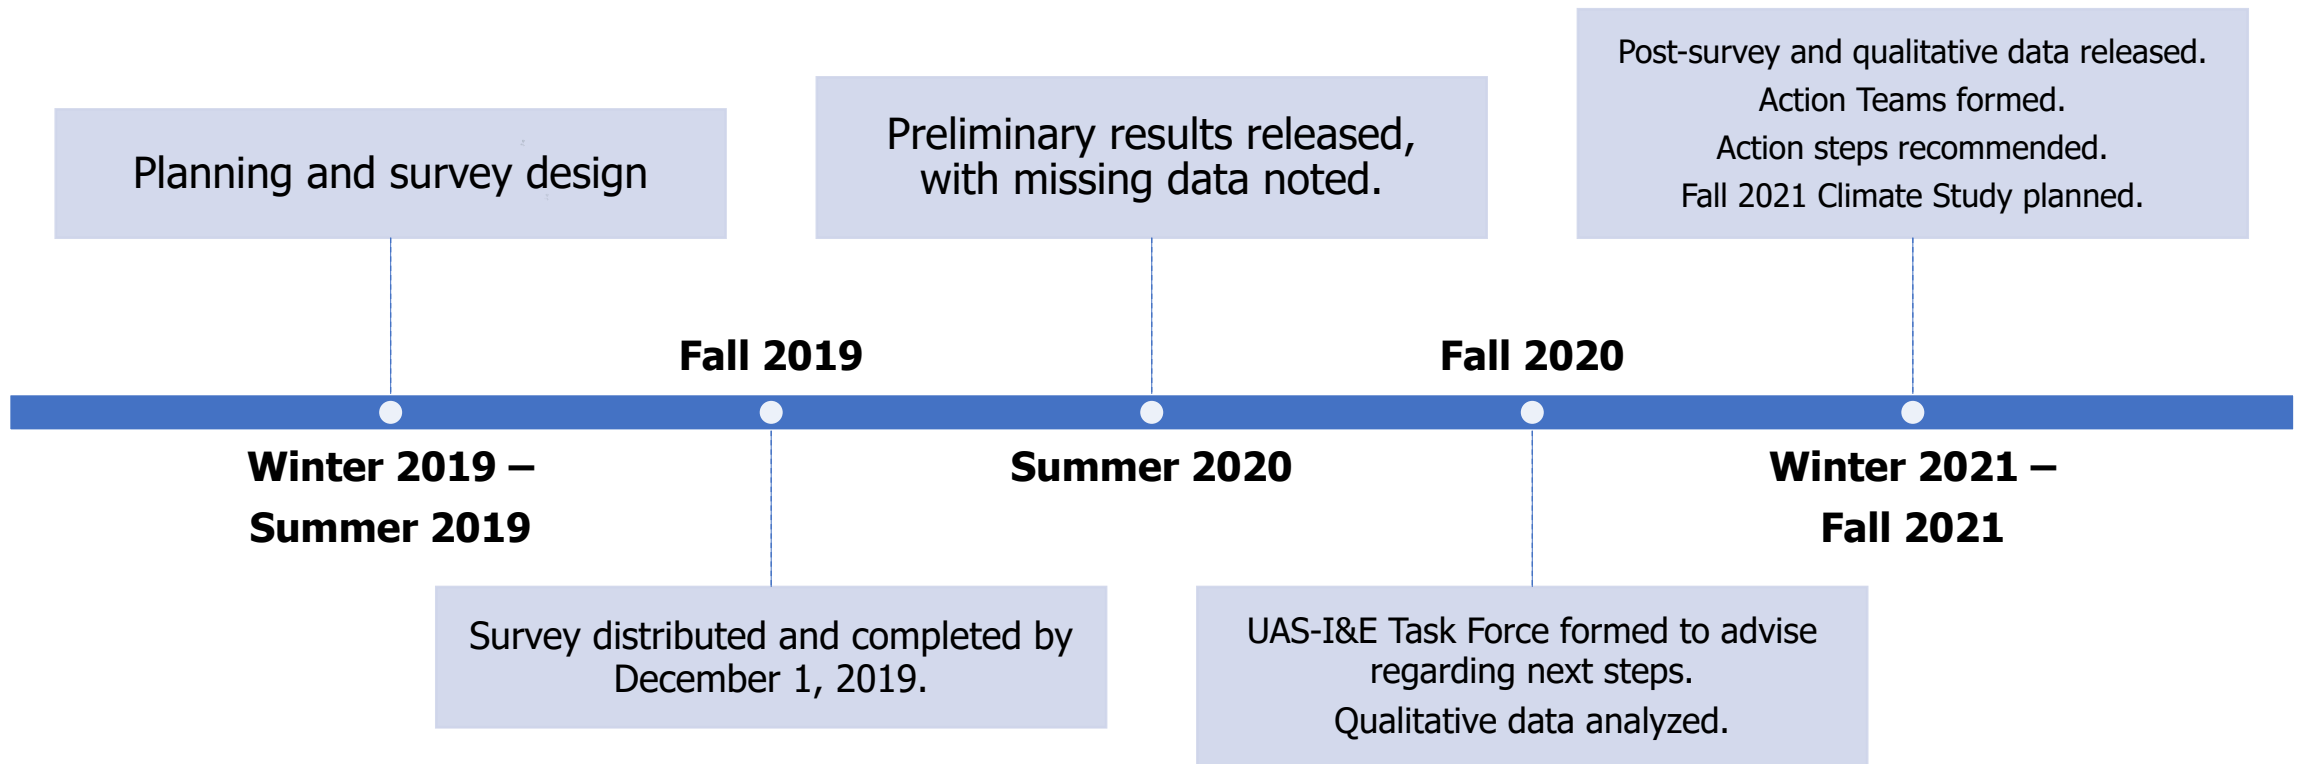 Planning and survey design
Winter 2019 –
Summer 2019
Fall 2019
Survey distributed and completed by
December 1, 2019.
Preliminary results released,
with missing data noted.
Summer 2020
Fall 2020
UAS-I&E Task Force formed to advise
regarding next steps.
Qualitative data analyzed.
Post-survey and qualitative data released.
Action Teams formed.
Action steps recommended.
Fall 2021 Climate Study planned.
Winter 2021 –
Fall 2021